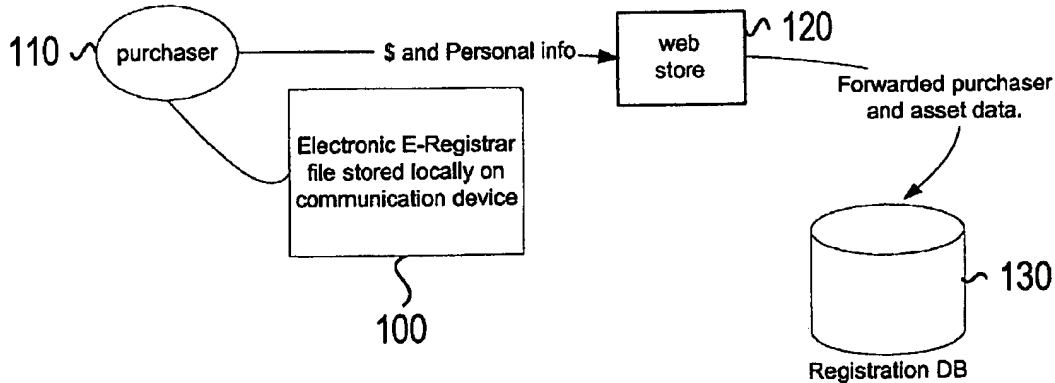 110
purchaser
$ and Personal info
web
store
120
Forwarded purchaser
and asset data.
Electronic E-Registrar
file stored locally on
communication device
100
130
Registration DB